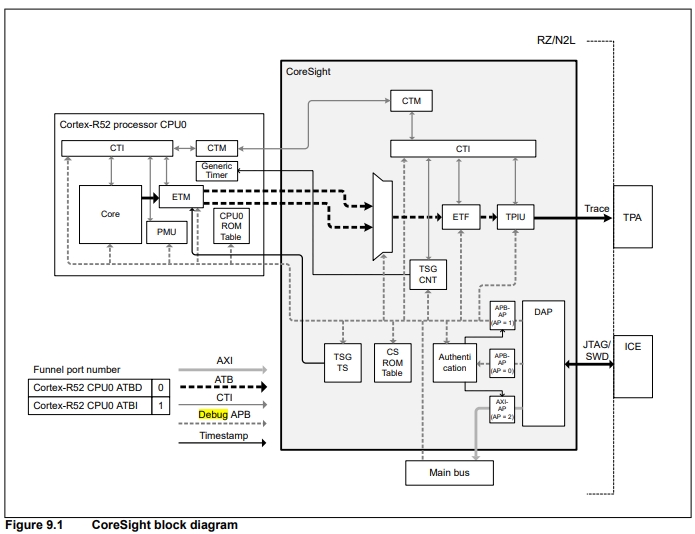 RZ/N2L
CoreSight
CTM
Cortex-R52 processor CPU0
CTI
CTM
CTI
Generic
Timer
Core
ETM
PMU
CPU0
ROM
Table
ETF
TPIU
Trace
TPA
TSG
CNT
APB-
AP
(AP = 1)
DAP
TSG
TS
CS
ROM
Table
Authenti
cation
APB-
AP
(AP = 0)
JTAG/
SWD
ICE
AXI-
AP
(AP = 2)
Main bus
Funnel port number
Cortex-R52 CPU0 ATBD 0
Cortex-R52 CPU0 ATBI 1
AXI
ATB
CTI
Debug APB
Timestamp
Figure 9.1 CoreSight block diagram